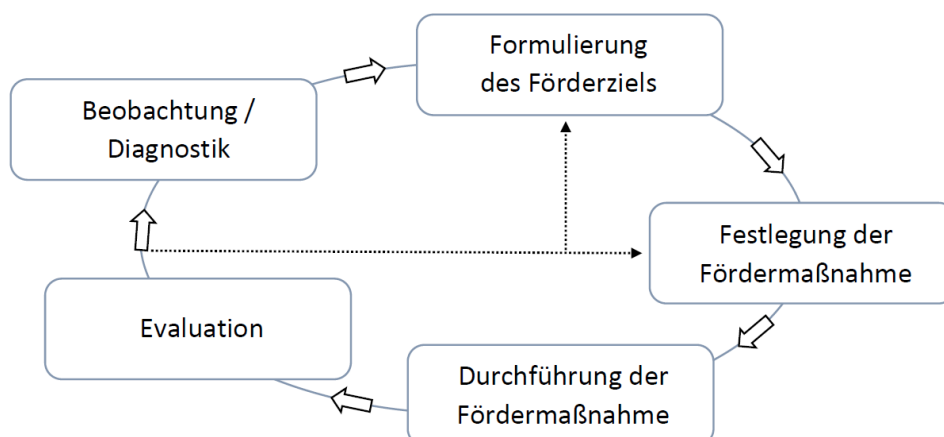 Formulierung
des Förderziels
Beobachtung /
Diagnostik
Festlegung der
Fördermaßnahme
Evaluation
Durchführung der
Fördermaßnahme